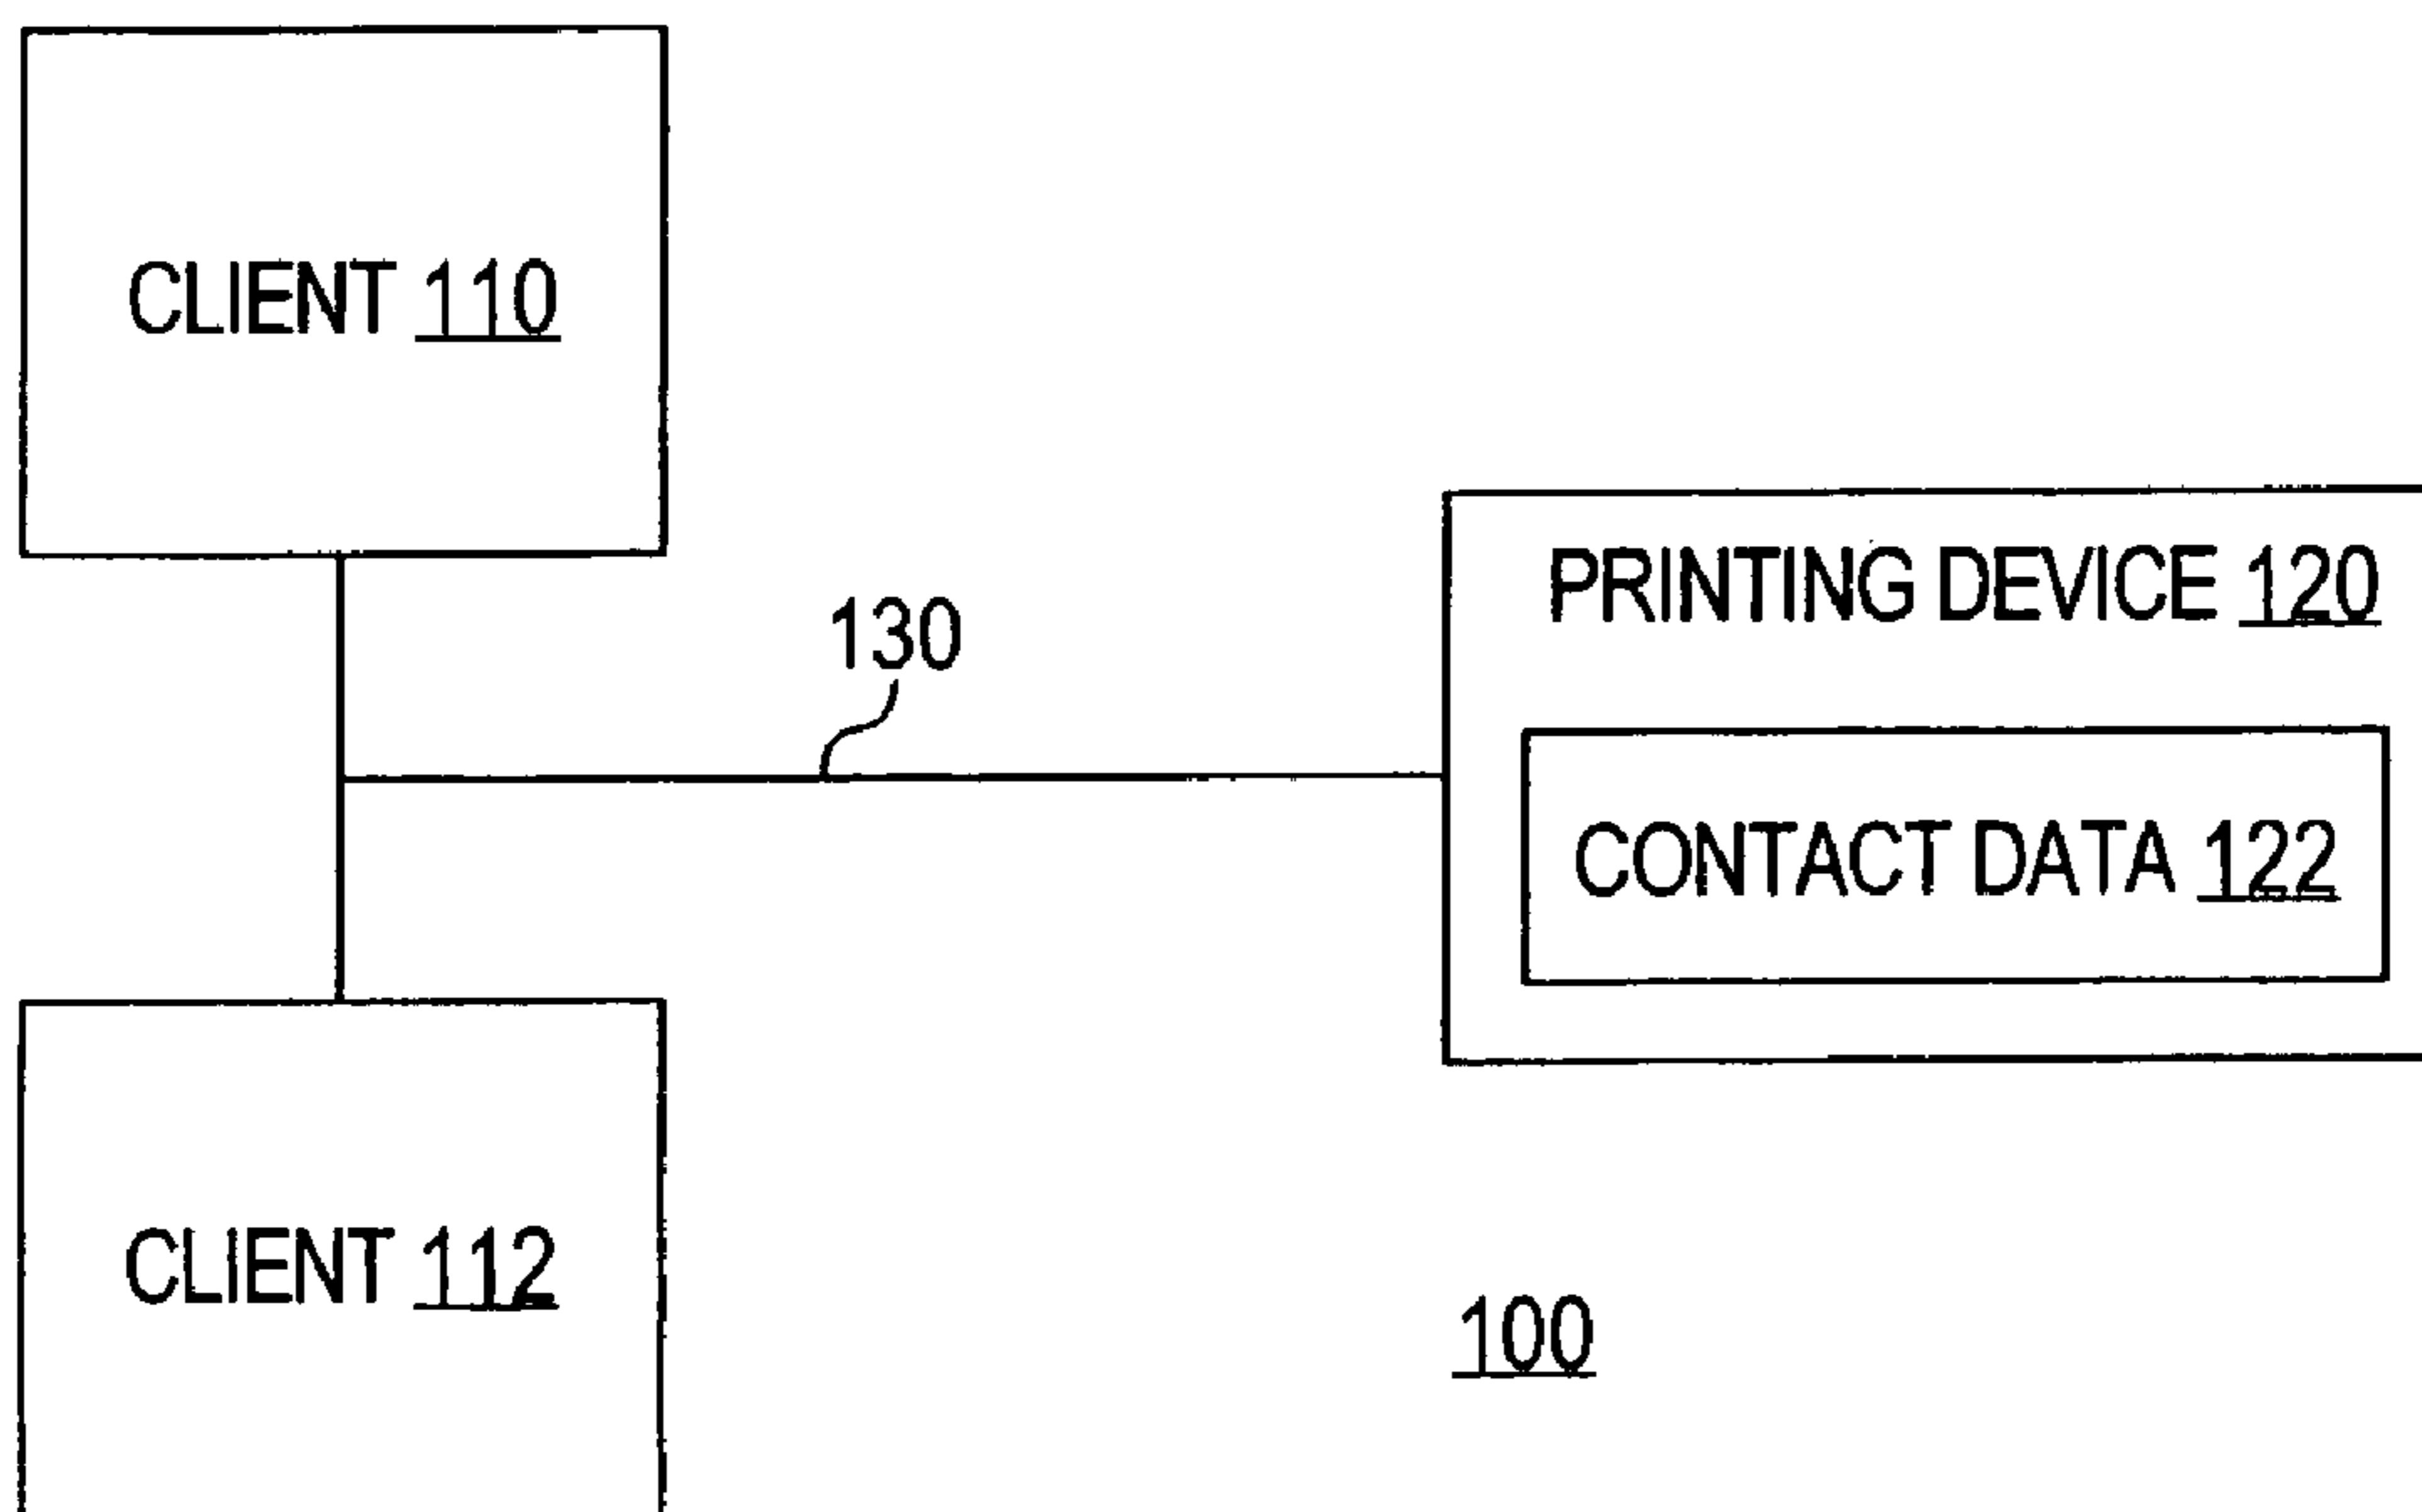 CLIENT 110
130
PRINTING DEVICE 120
CONTACT DATA 122
CLIENT 112
100